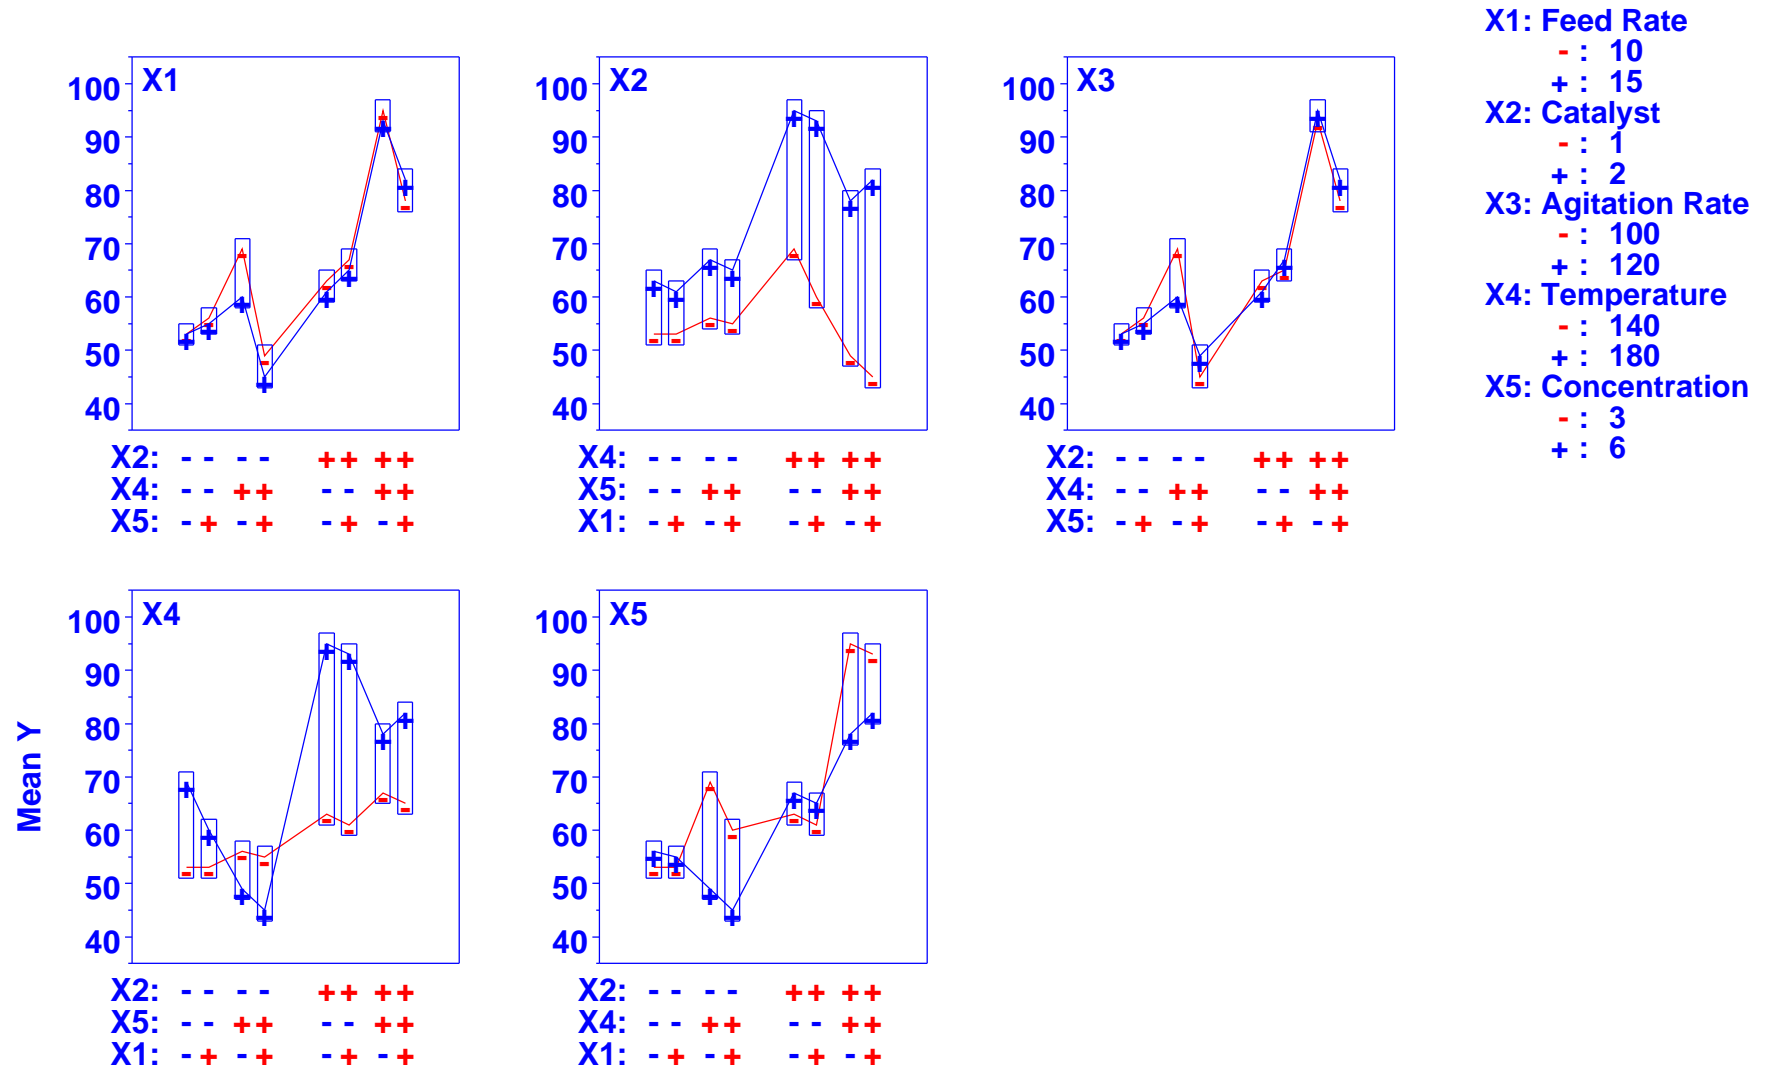 X1
100
90
80
70
60
50
40
X2: - - - - + + + +
X4: - - + + - - + +
X5: - + - + - + - +
X2
100
90
80
70
60
50
40
X4: - - - - + + + +
X5: - - + + - - + +
X1: - + - + - + - +
X3
100
90
80
70
60
50
40
X2: - - - - + + + +
X4: - - + + - - + +
X5: - + - + - + - +
X1: Feed Rate
- : 10
+ : 15
X2: Catalyst
- : 1
+ : 2
X3: Agitation Rate
- : 100
+ : 120
X4: Temperature
- : 140
+ : 180
X5: Concentration
- : 3
+ : 6
Mean Y
X4
100
90
80
70
60
50
40
X2: - - - - + + + +
X5: - - + + - - + +
X1: - + - + - + - +
X5
100
90
80
70
60
50
40
X2: - - - - + + + +
X4: - - + + - - + +
X1: - + - + - + - +